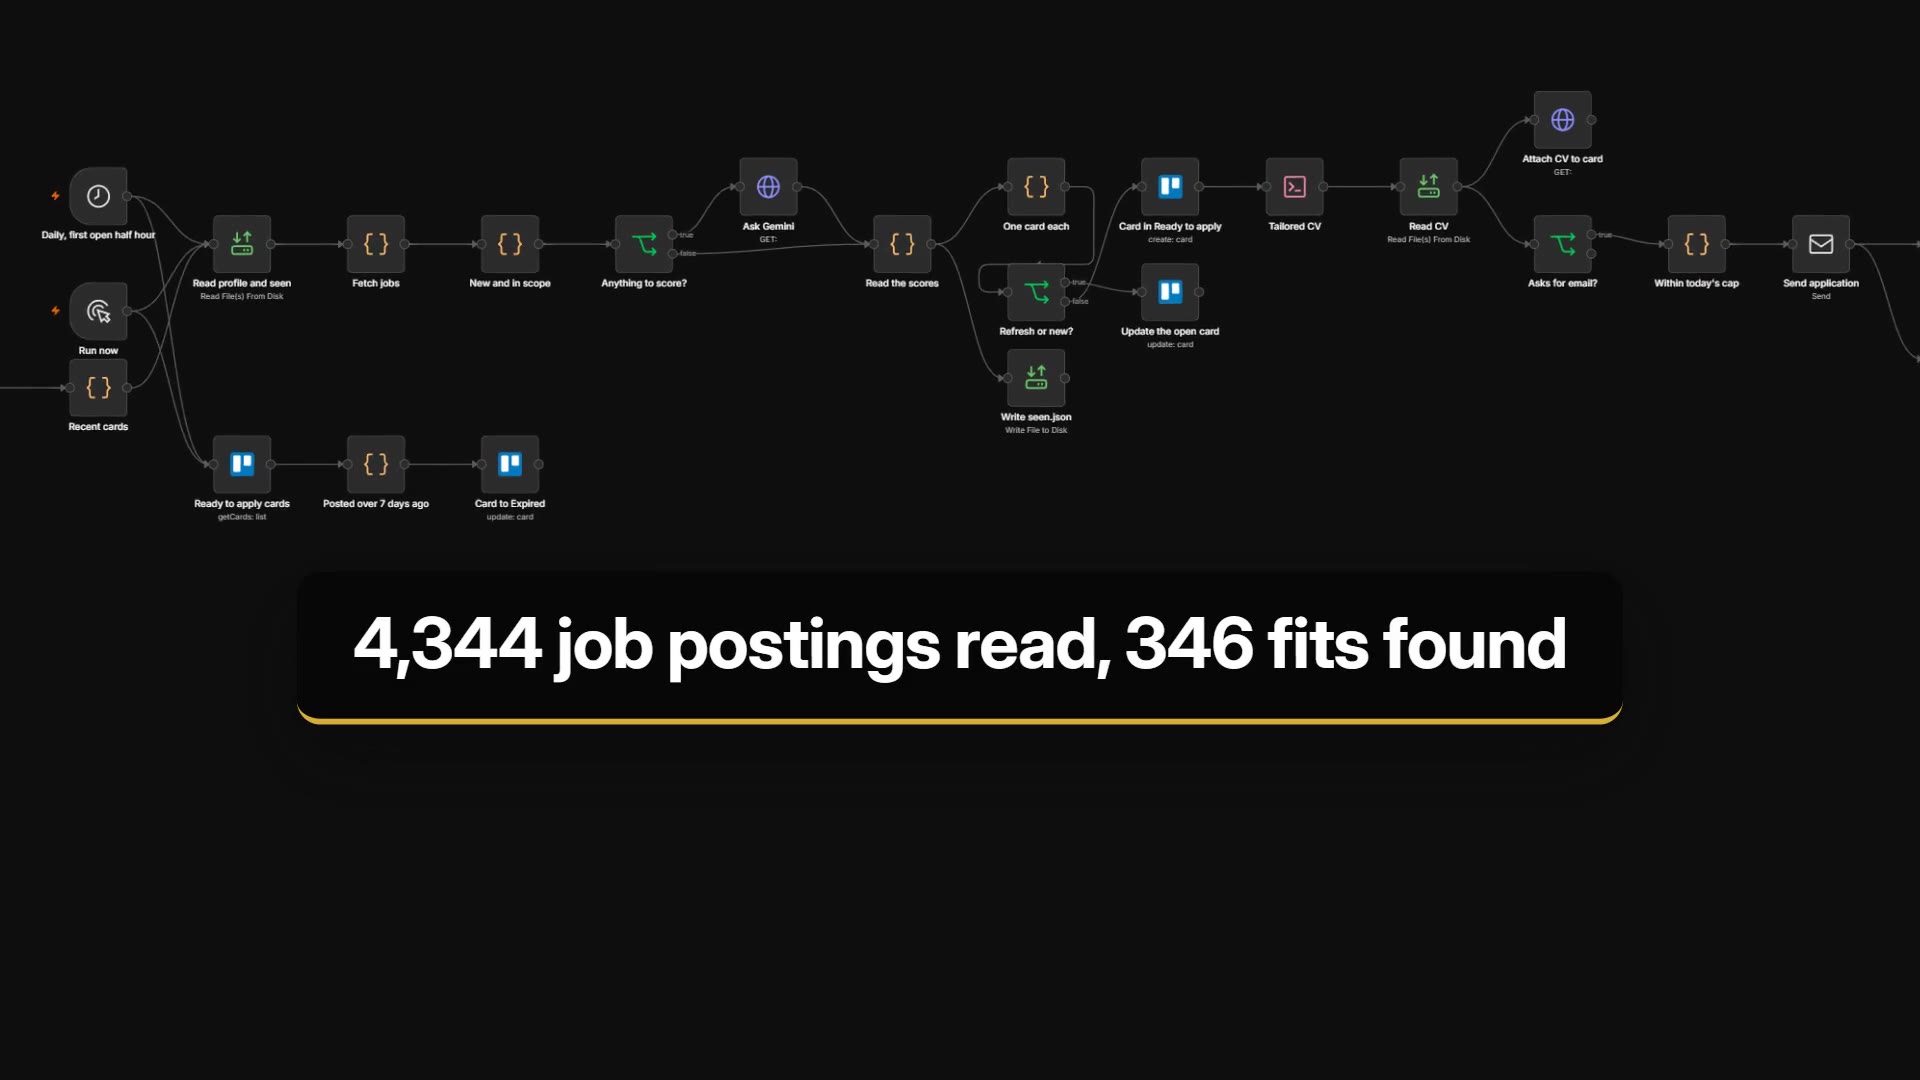 Attach CV to card
GET:
Daily, first open half hour
Ask Gemini
GET:
One card each
Card in Ready to apply
create: card
Tailored CV
Read CV
Read File(s) From Disk
true
false
true
Read profile and seen
Read File(s) From Disk
Fetch jobs
New and in scope
Anything to score?
Read the scores
Asks for email?
Within today's cap
Send application
Send
true
false
Run now
Refresh or new?
Update the open card
update: card
Recent cards
Write seen.json
Write File to Disk
Ready to apply cards
getCards: list
Posted over 7 days ago
Card to Expired
update: card
4,344 job postings read, 346 fits found